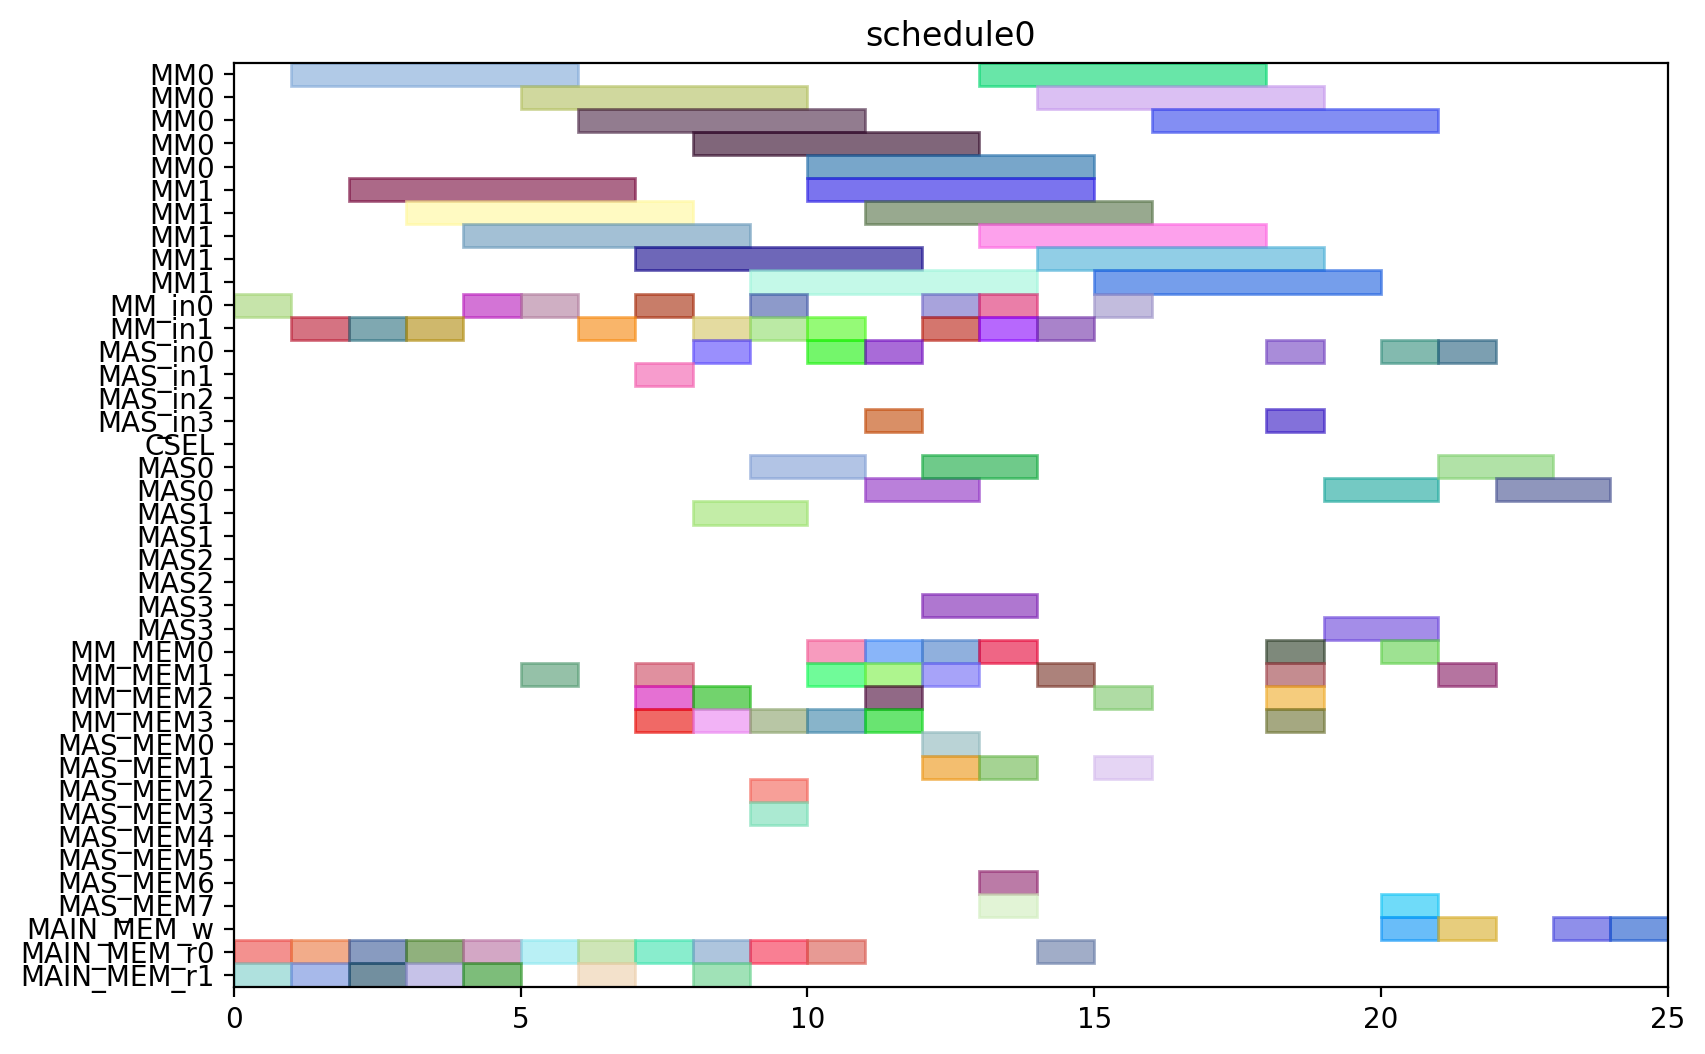 schedule0
MM0
MM0
MM0
MM0
MM0
MM1
MM1
MM1
MM1
MM1
MM_in0
MM_in1
MAS_in0
MAS_in1
MAS_in2
MAS_in3
CSEL
MAS0
MAS0
MAS1
MAS1
MAS2
MAS2
MAS3
MAS3
MM_MEM0
MM_MEM1
MM_MEM2
MM_MEM3
MAS_MEM0
MAS_MEM1
MAS_MEM2
MAS_MEM3
MAS_MEM4
MAS_MEM5
MAS_MEM6
MAS_MEM7
MAIN_MEM_w
MAIN_MEM_r0
MAIN_MEM_r1
0 5 10 15 20 25